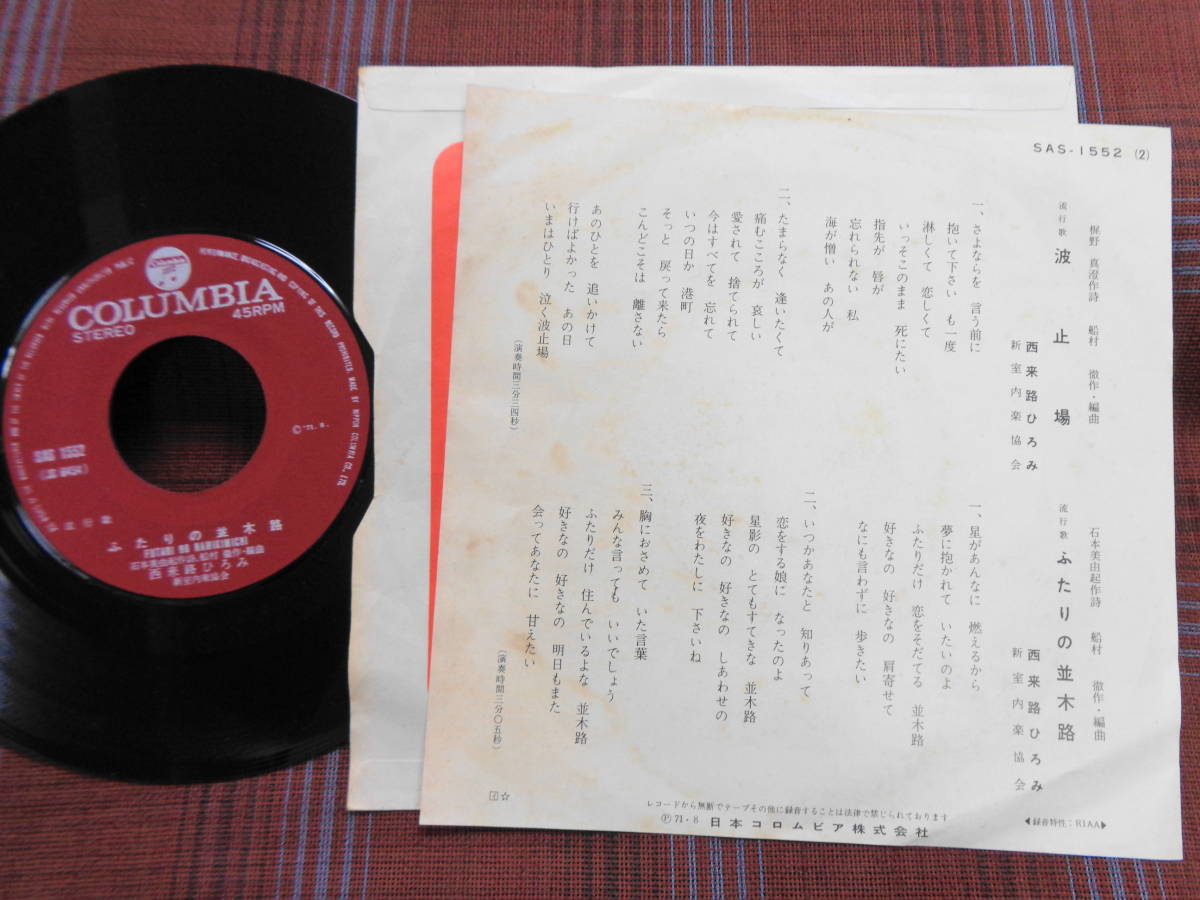 SAS-1552 (2)
梶野 真澄作詩 船村 徹作・編曲
流行歌 波止場
西来路ひろみ
新室内楽協会
一、さよならを 言う前に
抱いて下さい も一度
淋しくて 恋しくて
いっそこのまま 死にたい
指先が 唇が
忘れられない 私
海が憎い あの人が
二、たまらなく 逢いたくて
痛むこころが 哀しい
愛されて 捨てられて
今はすべてを 忘れて
いつの日か 港町
そっと 戻って来たら
こんどこそは 離さない
あのひとを 追いかけて
行けばよかった あの日
いまはひとり 泣く波止場
(演奏時間三分三四秒)
石本美由起作詩 船村 徹作・編曲
流行歌 ふたりの並木路
西来路ひろみ
新室内楽協会
一、星があんなに 燃えるから
夢に抱かれて いたいのよ
ふたりだけ 恋をそだてる 並木路
好きなの 好きなの 肩寄せて
なにも言わずに 歩きたい
二、いつかあなたと 知りあって
恋をする娘に なったのよ
星影の とてもすてきな 並木路
好きなの 好きなの しあわせの
夜をわたしに 下さいね
三、胸におさめて いた言葉
みんな言っても いいでしょう
ふたりだけ 住んでいるよな 並木路
好きなの 好きなの 明日もまた
会ってあなたに 甘えたい
(演奏時間三分〇五秒)
レコードから無断でテープその他に録音することは法律で禁じられております
Ⓟ71・8 日本コロムビア株式会社
◀録音特性:RIAA▶
Columbia
COLUMBIA
STEREO 45RPM
©'71.8.
SAS 1552
流行歌
ふたりの並木路
FUTARI NO NAMIKIMICHI
石本美由起作詩、船村 徹作・編曲
西来路ひろみ
新室内楽協会